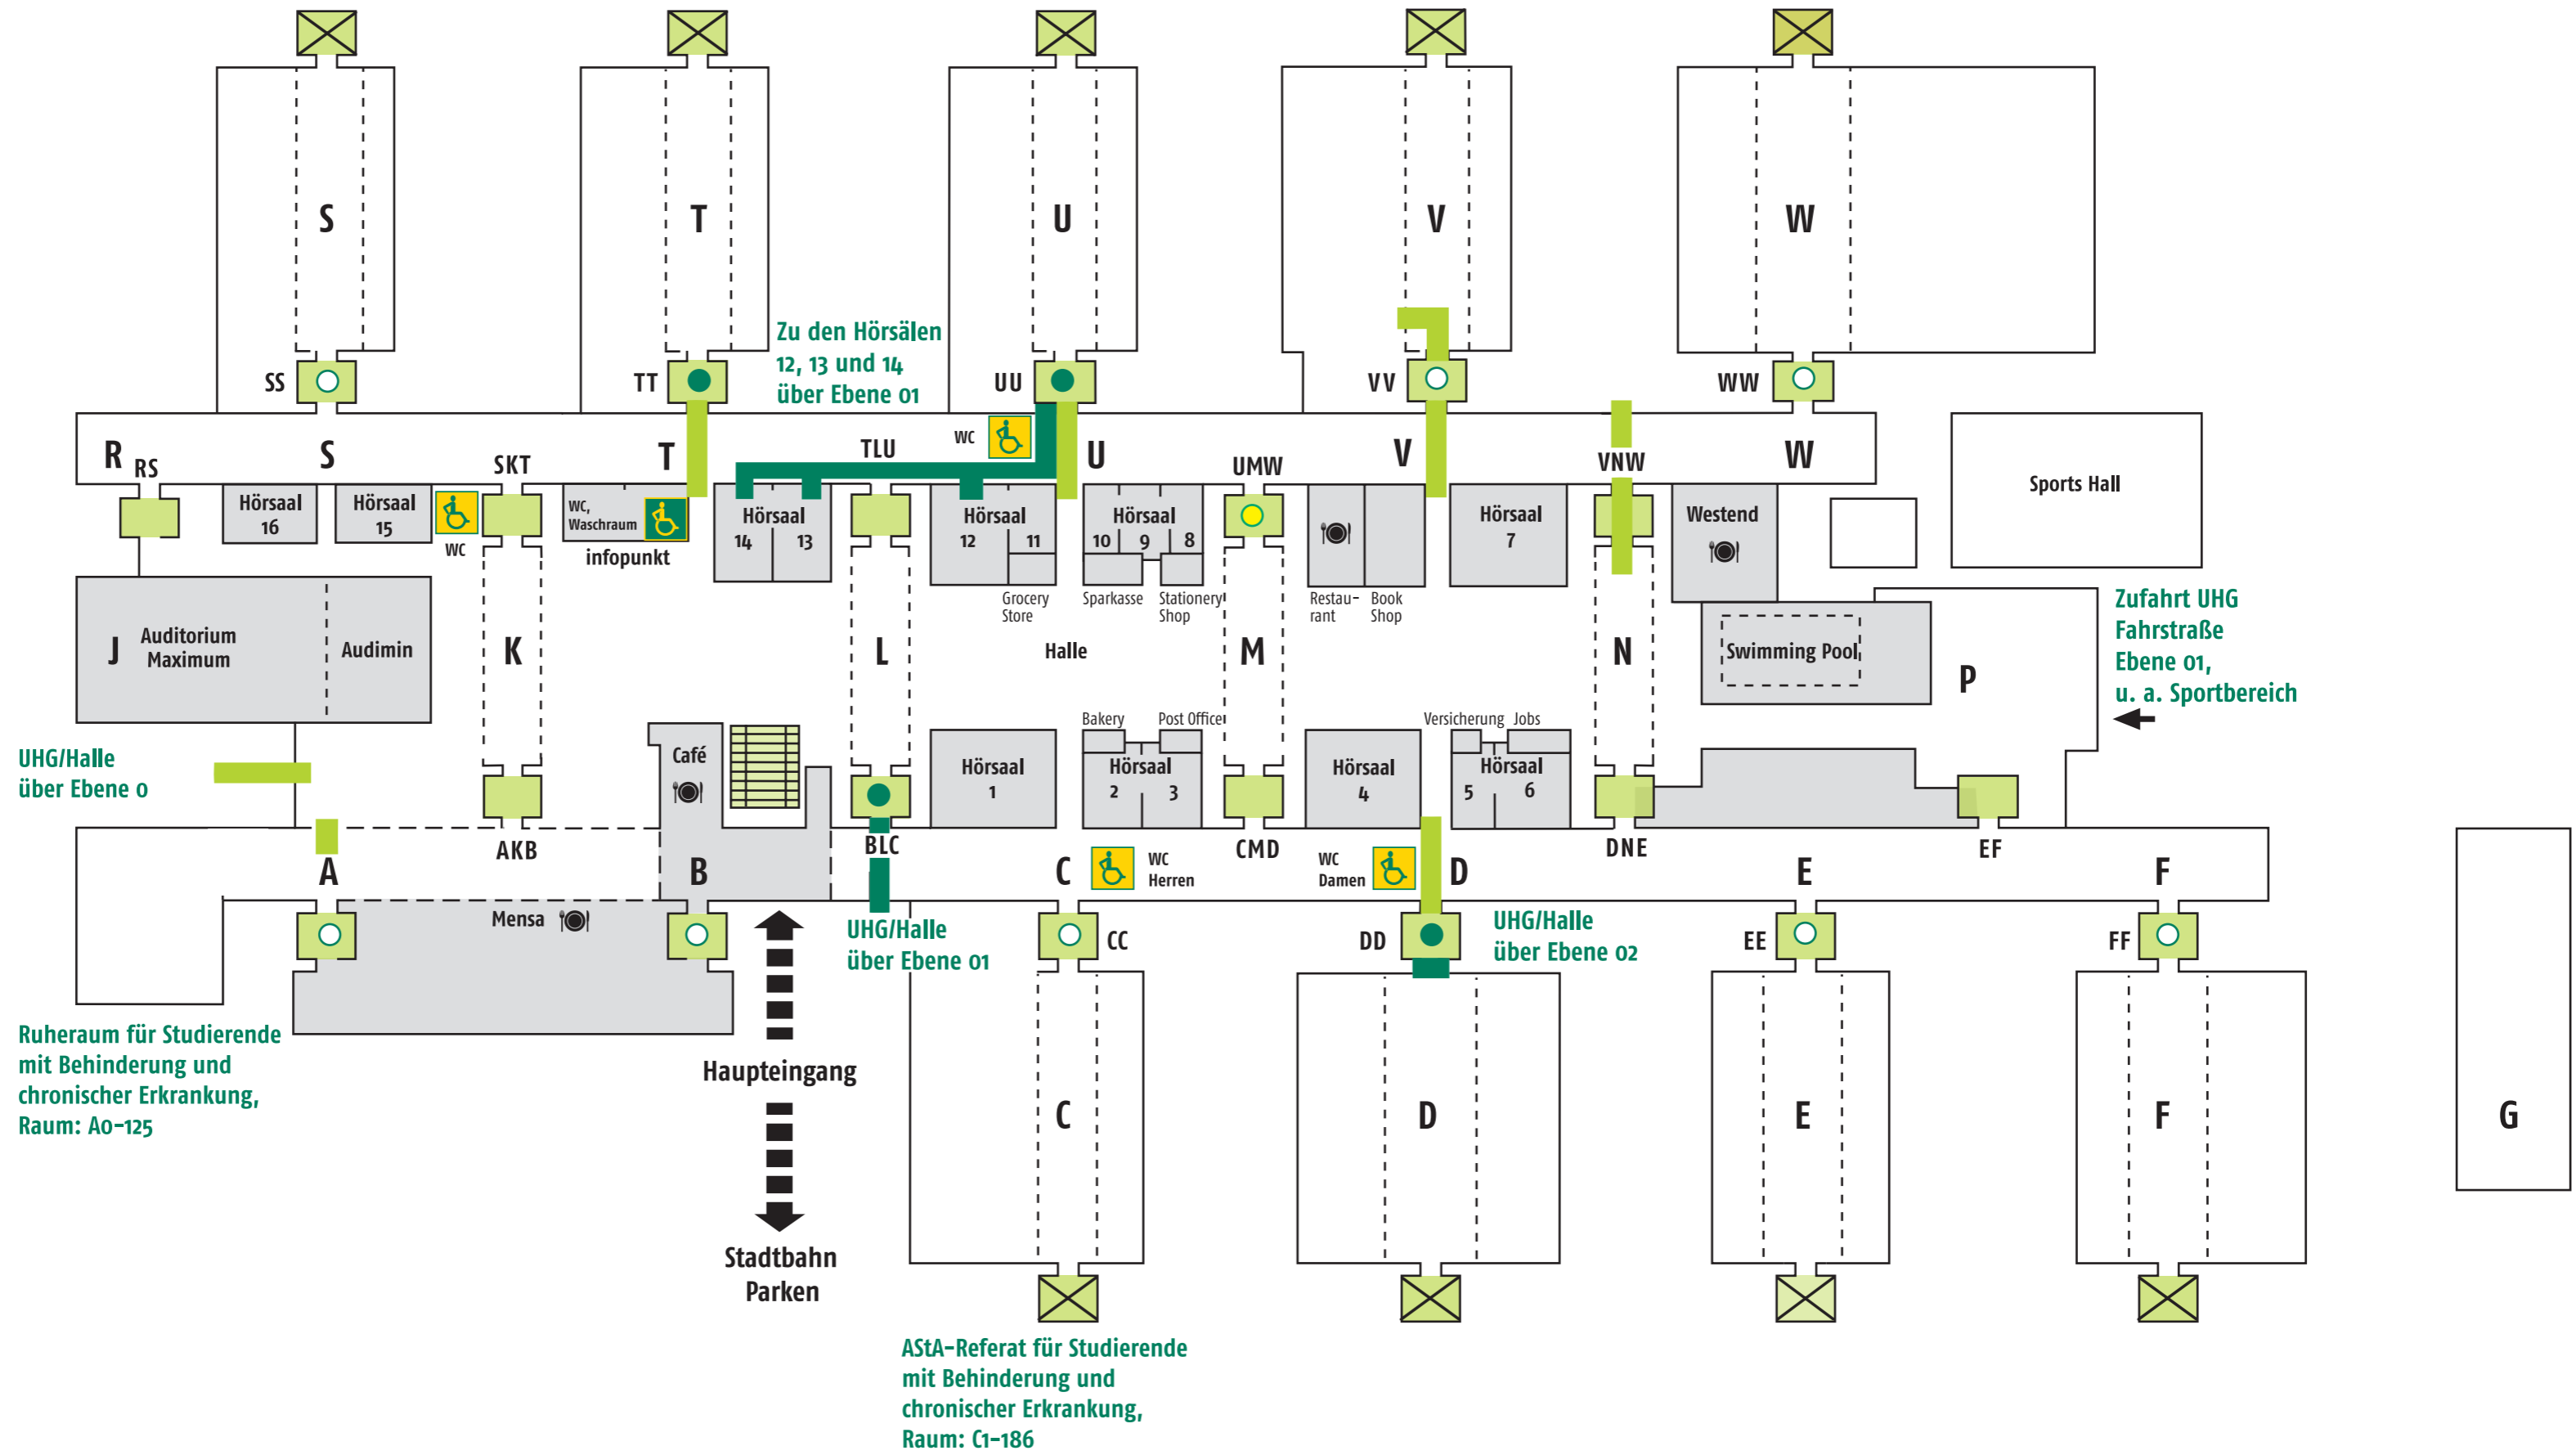 S
T
U
V
W
Zu den Hörsälen
12, 13 und 14
über Ebene 01
SS
TT
UU
VV
WW
R
RS
S
SKT
T
TLU
WC
U
UMW
V
VNW
W
Sports Hall
Hörsaal
16
Hörsaal
15
WC
WC,
Waschraum
infopunkt
Hörsaal
14
13
Hörsaal
12
11
Hörsaal
10
9
8
Hörsaal
7
Westend
Grocery
Store
Sparkasse
Stationery
Shop
Restau-
rant
Book
Shop
J
Auditorium
Maximum
Audimin
K
L
Halle
M
N
Swimming Pool
P
Zufahrt UHG
Fahrstraße
Ebene 01,
u. a. Sportbereich
UHG/Halle
über Ebene 0
Café
Bakery
Post Office
Versicherung
Jobs
Hörsaal
1
Hörsaal
2
3
Hörsaal
4
Hörsaal
5
6
A
AKB
B
BLC
C
WC
Herren
CMD
WC
Damen
D
DNE
E
EF
F
Mensa
UHG/Halle
über Ebene 01
CC
DD
UHG/Halle
über Ebene 02
EE
FF
Ruheraum für Studierende
mit Behinderung und
chronischer Erkrankung,
Raum: A0-125
Haupteingang
C
D
E
F
G
Stadtbahn
Parken
AStA-Referat für Studierende
mit Behinderung und
chronischer Erkrankung,
Raum: C1-186